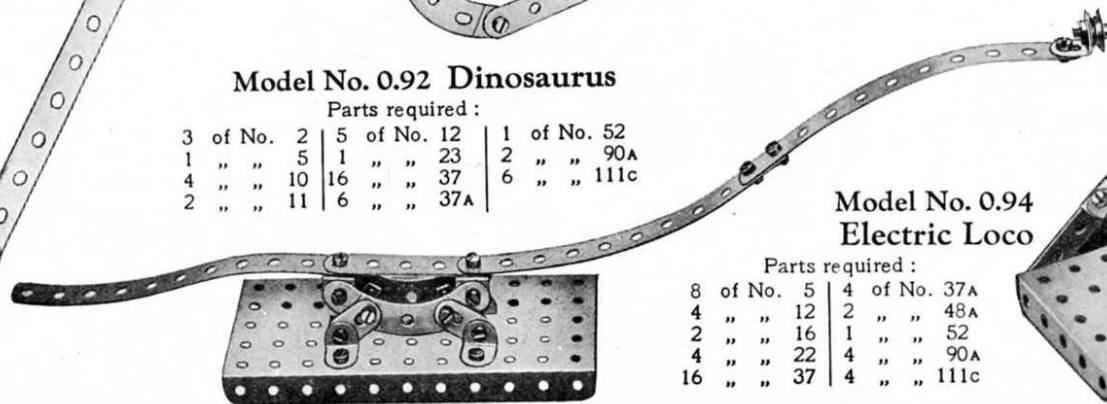 Model No. 0.92 Dinosaurus
Parts required :
3 of No. 2 | 5 of No. 12 | 1 of No. 52
1 „ „ 5 | 1 „ „ 23 | 2 „ „ 90A
4 „ „ 10 | 16 „ „ 37 | 6 „ „ 111c
2 „ „ 11 | 6 „ „ 37A |
Model No. 0.94
Electric Loco
Parts required :
8 of No. 5 | 4 of No. 37A
4 „ „ 12 | 2 „ „ 48A
2 „ „ 16 | 1 „ „ 52
4 „ „ 22 | 4 „ „ 90A
16 „ „ 37 | 4 „ „ 111c